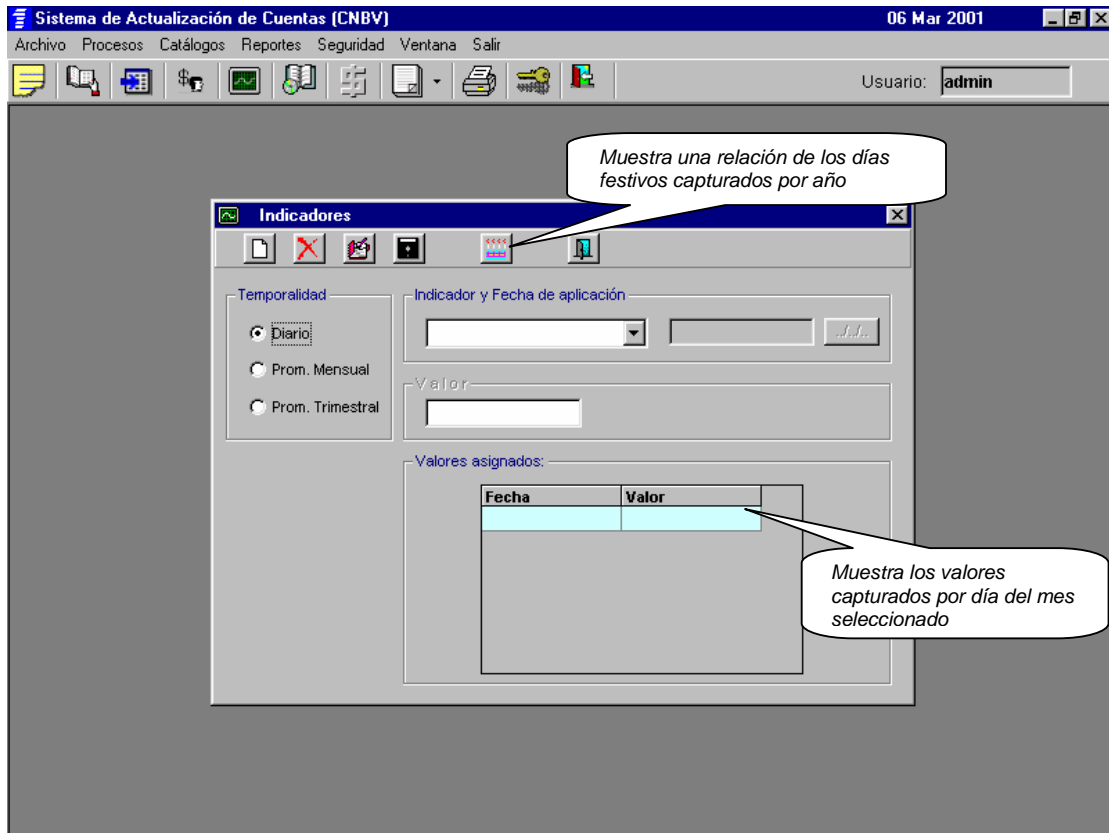 Sistema de Actualización de Cuentas (CNBV) 06 Mar 2001
Archivo Procesos Catálogos Reportes Seguridad Ventana Salir
Usuario: admin
Muestra una relación de los días
festivos capturados por año
Indicadores
Temporalidad
Diario
Prom. Mensual
Prom. Trimestral
Indicador y Fecha de aplicación
../../..
Valor
Valores asignados:
Fecha Valor
Muestra los valores
capturados por día del mes
seleccionado